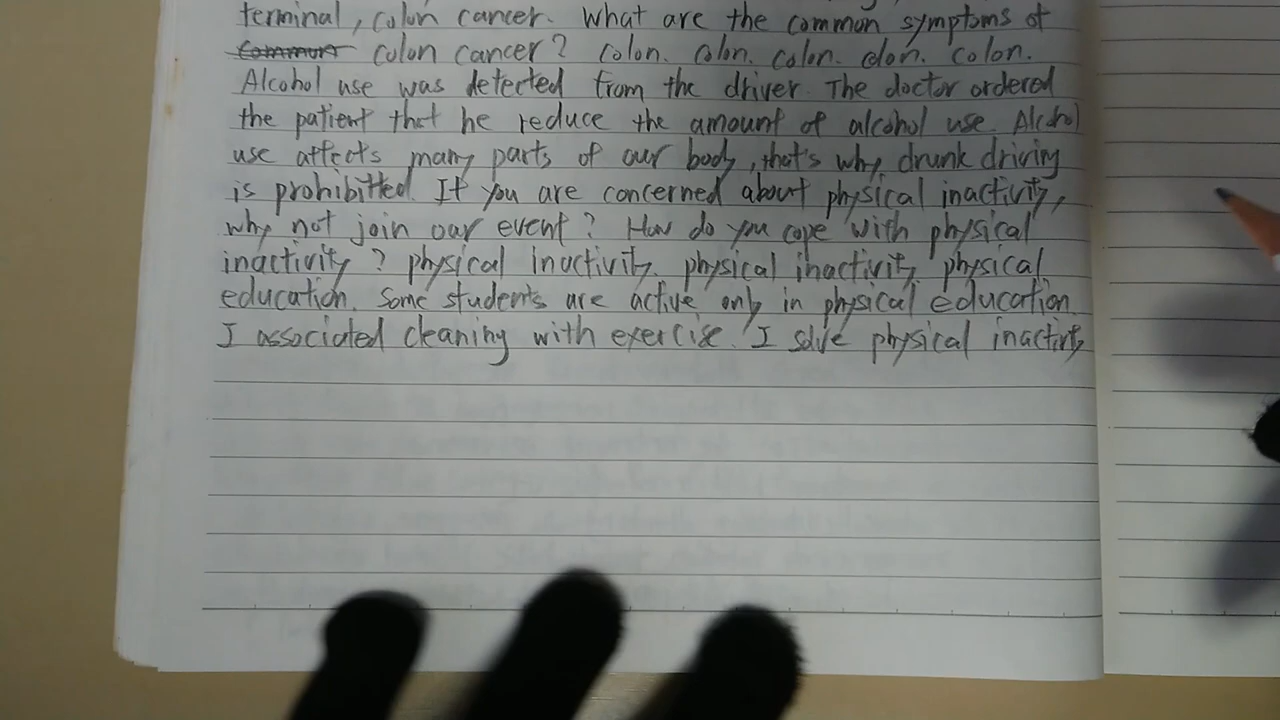 terminal, colon cancer. What are the common symptoms of
common colon cancer? colon. colon. colon. colon. colon.
Alcohol use was detected from the driver. The doctor ordered
the patient that he reduce the amount of alcohol use. Alchol
use affects many parts of our body, that's why drunk driving
is prohibitted. If you are concerned about physical inactivity,
why not join our event? How do you cope with physical
inactivity? physical inactivity. physical inactivity physical
education. Some students are active only in physical education.
I associated cleaning with exercise. I solve physical inactivity